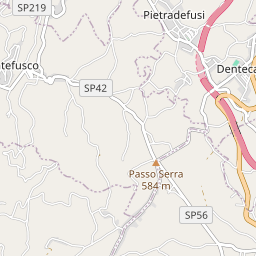 SP219
Pietradefusi
tefusco
Denteca
SP42
Passo Serra
584 m
SP56